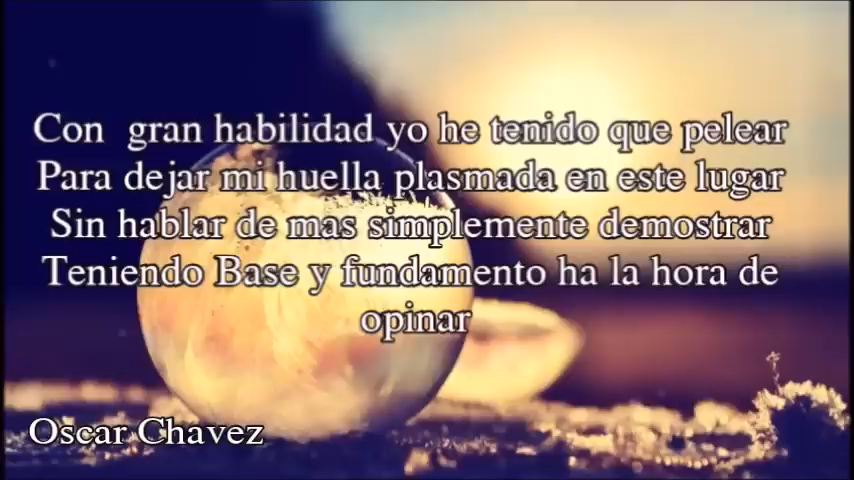 Con gran habilidad yo he tenido que pelear
Para dejar mi huella plasmada en este lugar
Sin hablar de mas simplemente demostrar
Teniendo Base y fundamento ha la hora de
opinar
Oscar Chavez